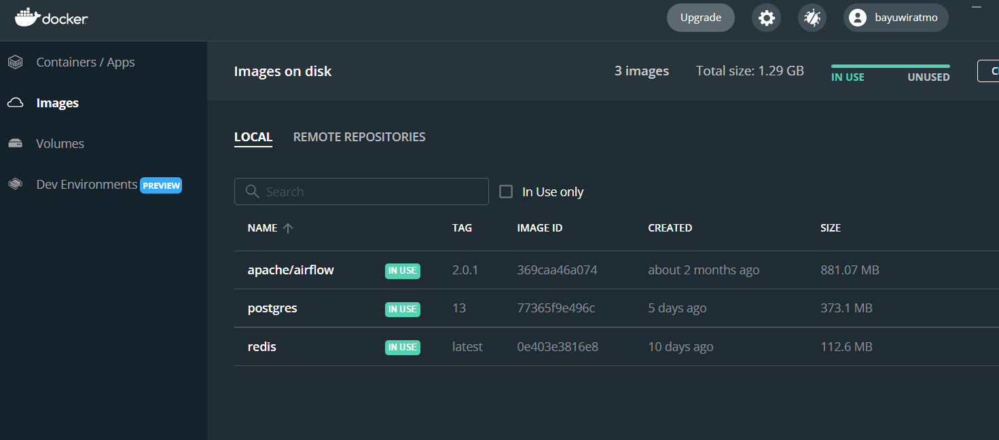 docker
Upgrade
bayuwiratmo
Containers / Apps
Images
Volumes
Dev Environments PREVIEW
Images on disk
3 images
Total size: 1.29 GB
IN USE
UNUSED
LOCAL
REMOTE REPOSITORIES
Search
In Use only
NAME TAG IMAGE ID CREATED SIZE
apache/airflow IN USE 2.0.1 369caa46a074 about 2 months ago 881.07 MB
postgres IN USE 13 77365f9e496c 5 days ago 373.1 MB
redis IN USE latest 0e403e3816e8 10 days ago 112.6 MB